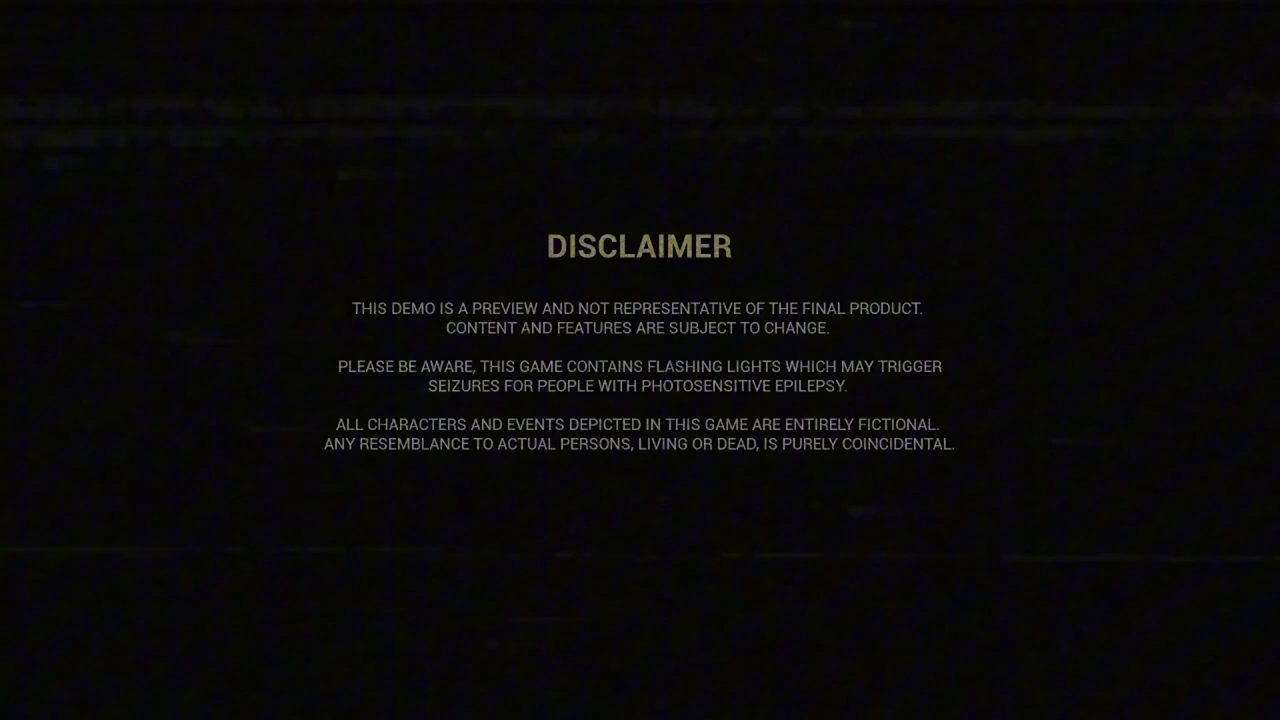 DISCLAIMER
THIS DEMO IS A PREVIEW AND NOT REPRESENTATIVE OF THE FINAL PRODUCT.
CONTENT AND FEATURES ARE SUBJECT TO CHANGE.
PLEASE BE AWARE, THIS GAME CONTAINS FLASHING LIGHTS WHICH MAY TRIGGER
SEIZURES FOR PEOPLE WITH PHOTOSENSITIVE EPILEPSY.
ALL CHARACTERS AND EVENTS DEPICTED IN THIS GAME ARE ENTIRELY FICTIONAL.
ANY RESEMBLANCE TO ACTUAL PERSONS, LIVING OR DEAD, IS PURELY COINCIDENTAL.